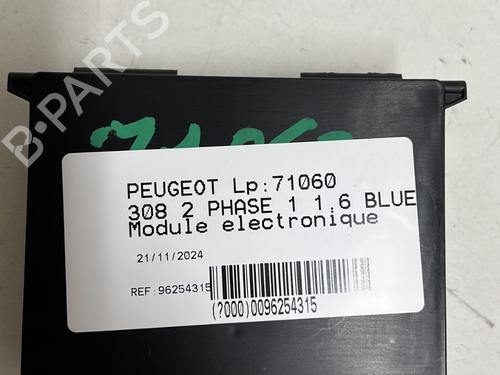 B-PARTS
PEUGEOT Lp:71060
308 2 PHASE 1 1.6 BLUE
Module electronique
21/11/2024
REF:96254315
(?000)0096254315